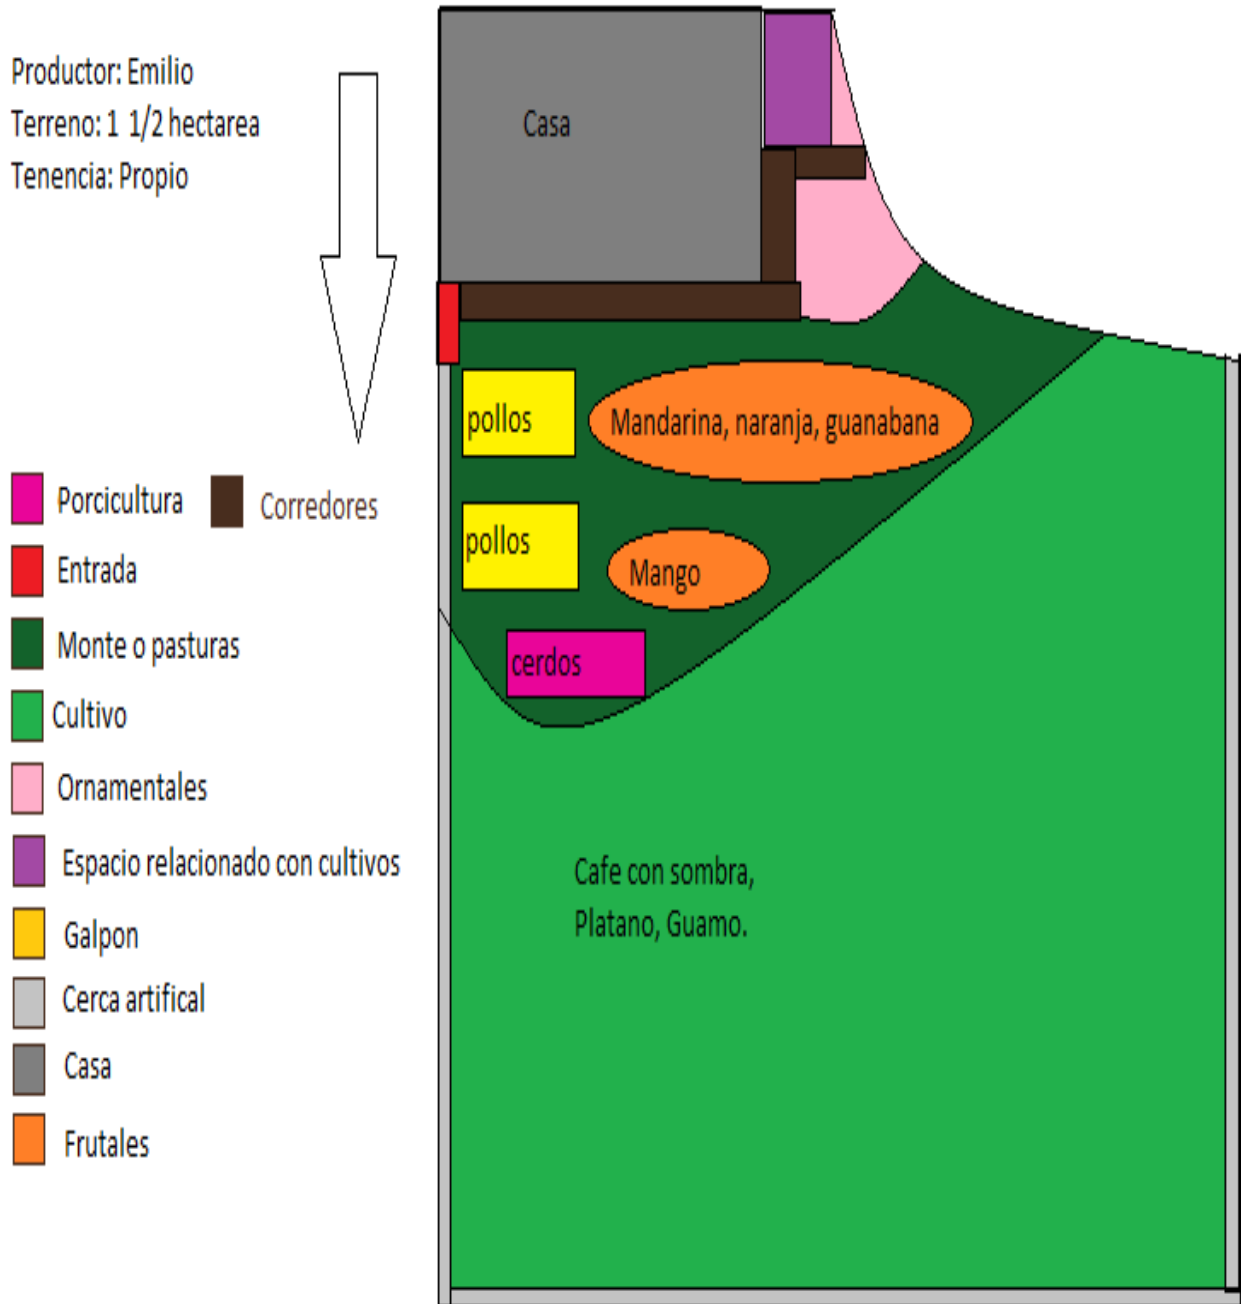 Productor: Emilio
Terreno: 1 1/2 hectarea
Tenencia: Propio
Casa
pollos
Mandarina, naranja, guanabana
pollos
Mango
cerdos
Cafe con sombra,
Platano, Guamo.
Porcicultura
Corredores
Entrada
Monte o pasturas
Cultivo
Ornamentales
Espacio relacionado con cultivos
Galpon
Cerca artifical
Casa
Frutales